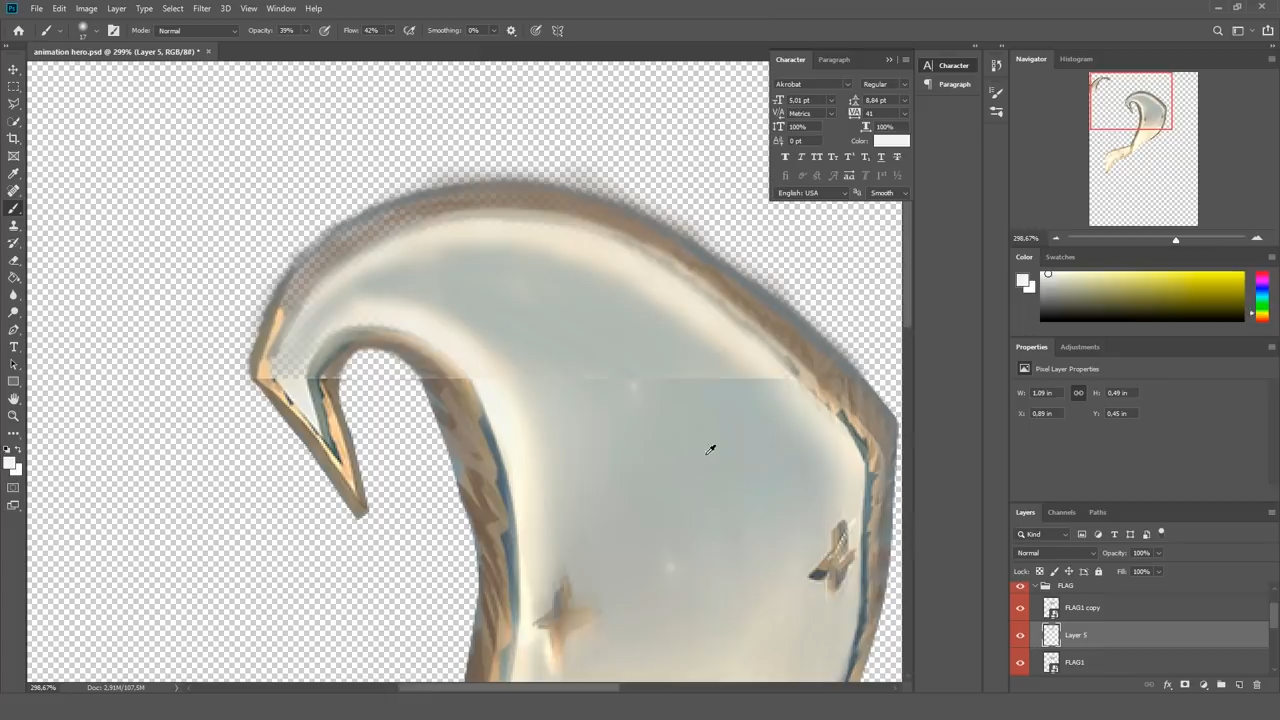 Ps File Edit Image Layer Type Select Filter 3D View Window Help
17 Mode: Normal Opacity: 39% Flow: 42% Smoothing: 0%
animation hero.psd @ 299% (Layer 5, RGB/8#) * ×
Character Paragraph
Akrobat Regular
5,01 pt 8,84 pt
Metrics 41
100% 100%
0 pt Color:
English: USA Smooth
Character
Paragraph
Navigator Histogram
298,67%
Color Swatches
Properties Adjustments
Pixel Layer Properties
W: 1,09 in H: 0,49 in
X: 0,89 in Y: 0,45 in
Layers Channels Paths
Kind
Normal Opacity: 100%
Lock: Fill: 100%
FLAG
FLAG1 copy
Layer 5
FLAG1
298,67% Doc: 2,91M/107,5M